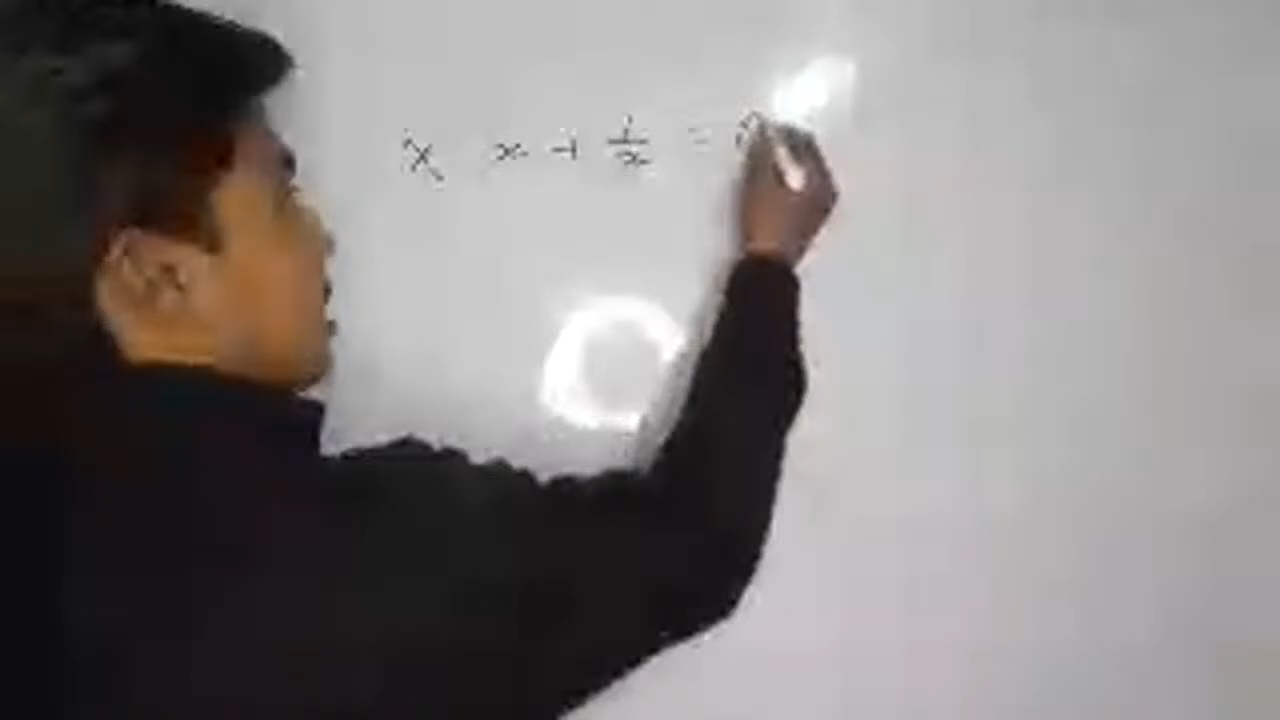 x x + 1/x =